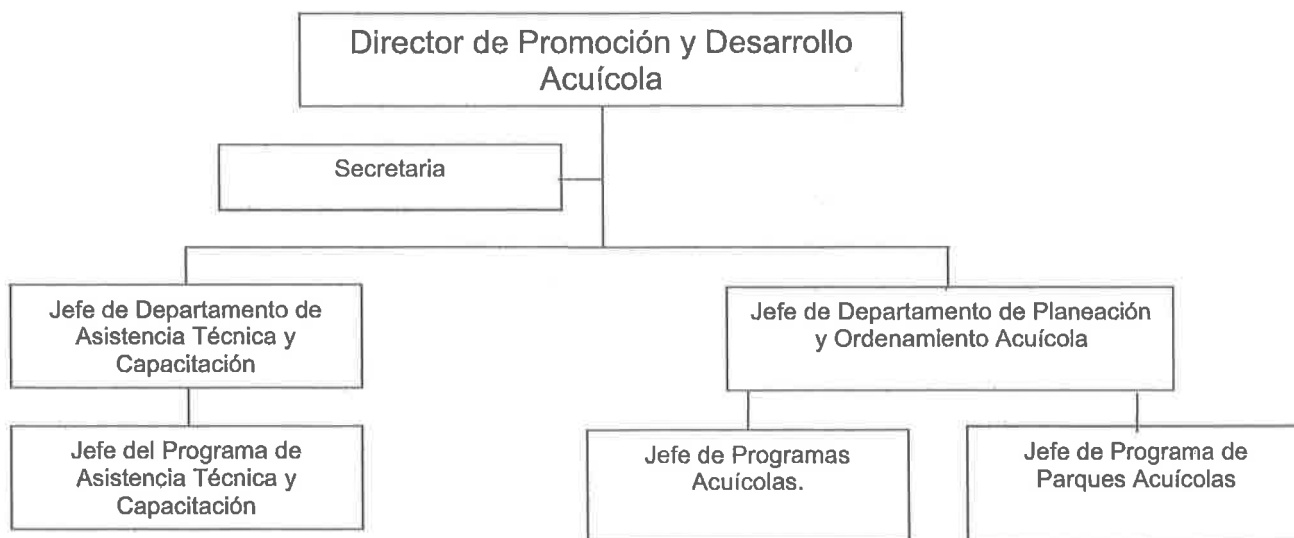 Director de Promoción y Desarrollo
Acuícola
Secretaria
Jefe de Departamento de
Asistencia Técnica y
Capacitación
Jefe de Departamento de Planeación
y Ordenamiento Acuícola
Jefe del Programa de
Asistencia Técnica y
Capacitación
Jefe de Programas
Acuícolas.
Jefe de Programa de
Parques Acuícolas